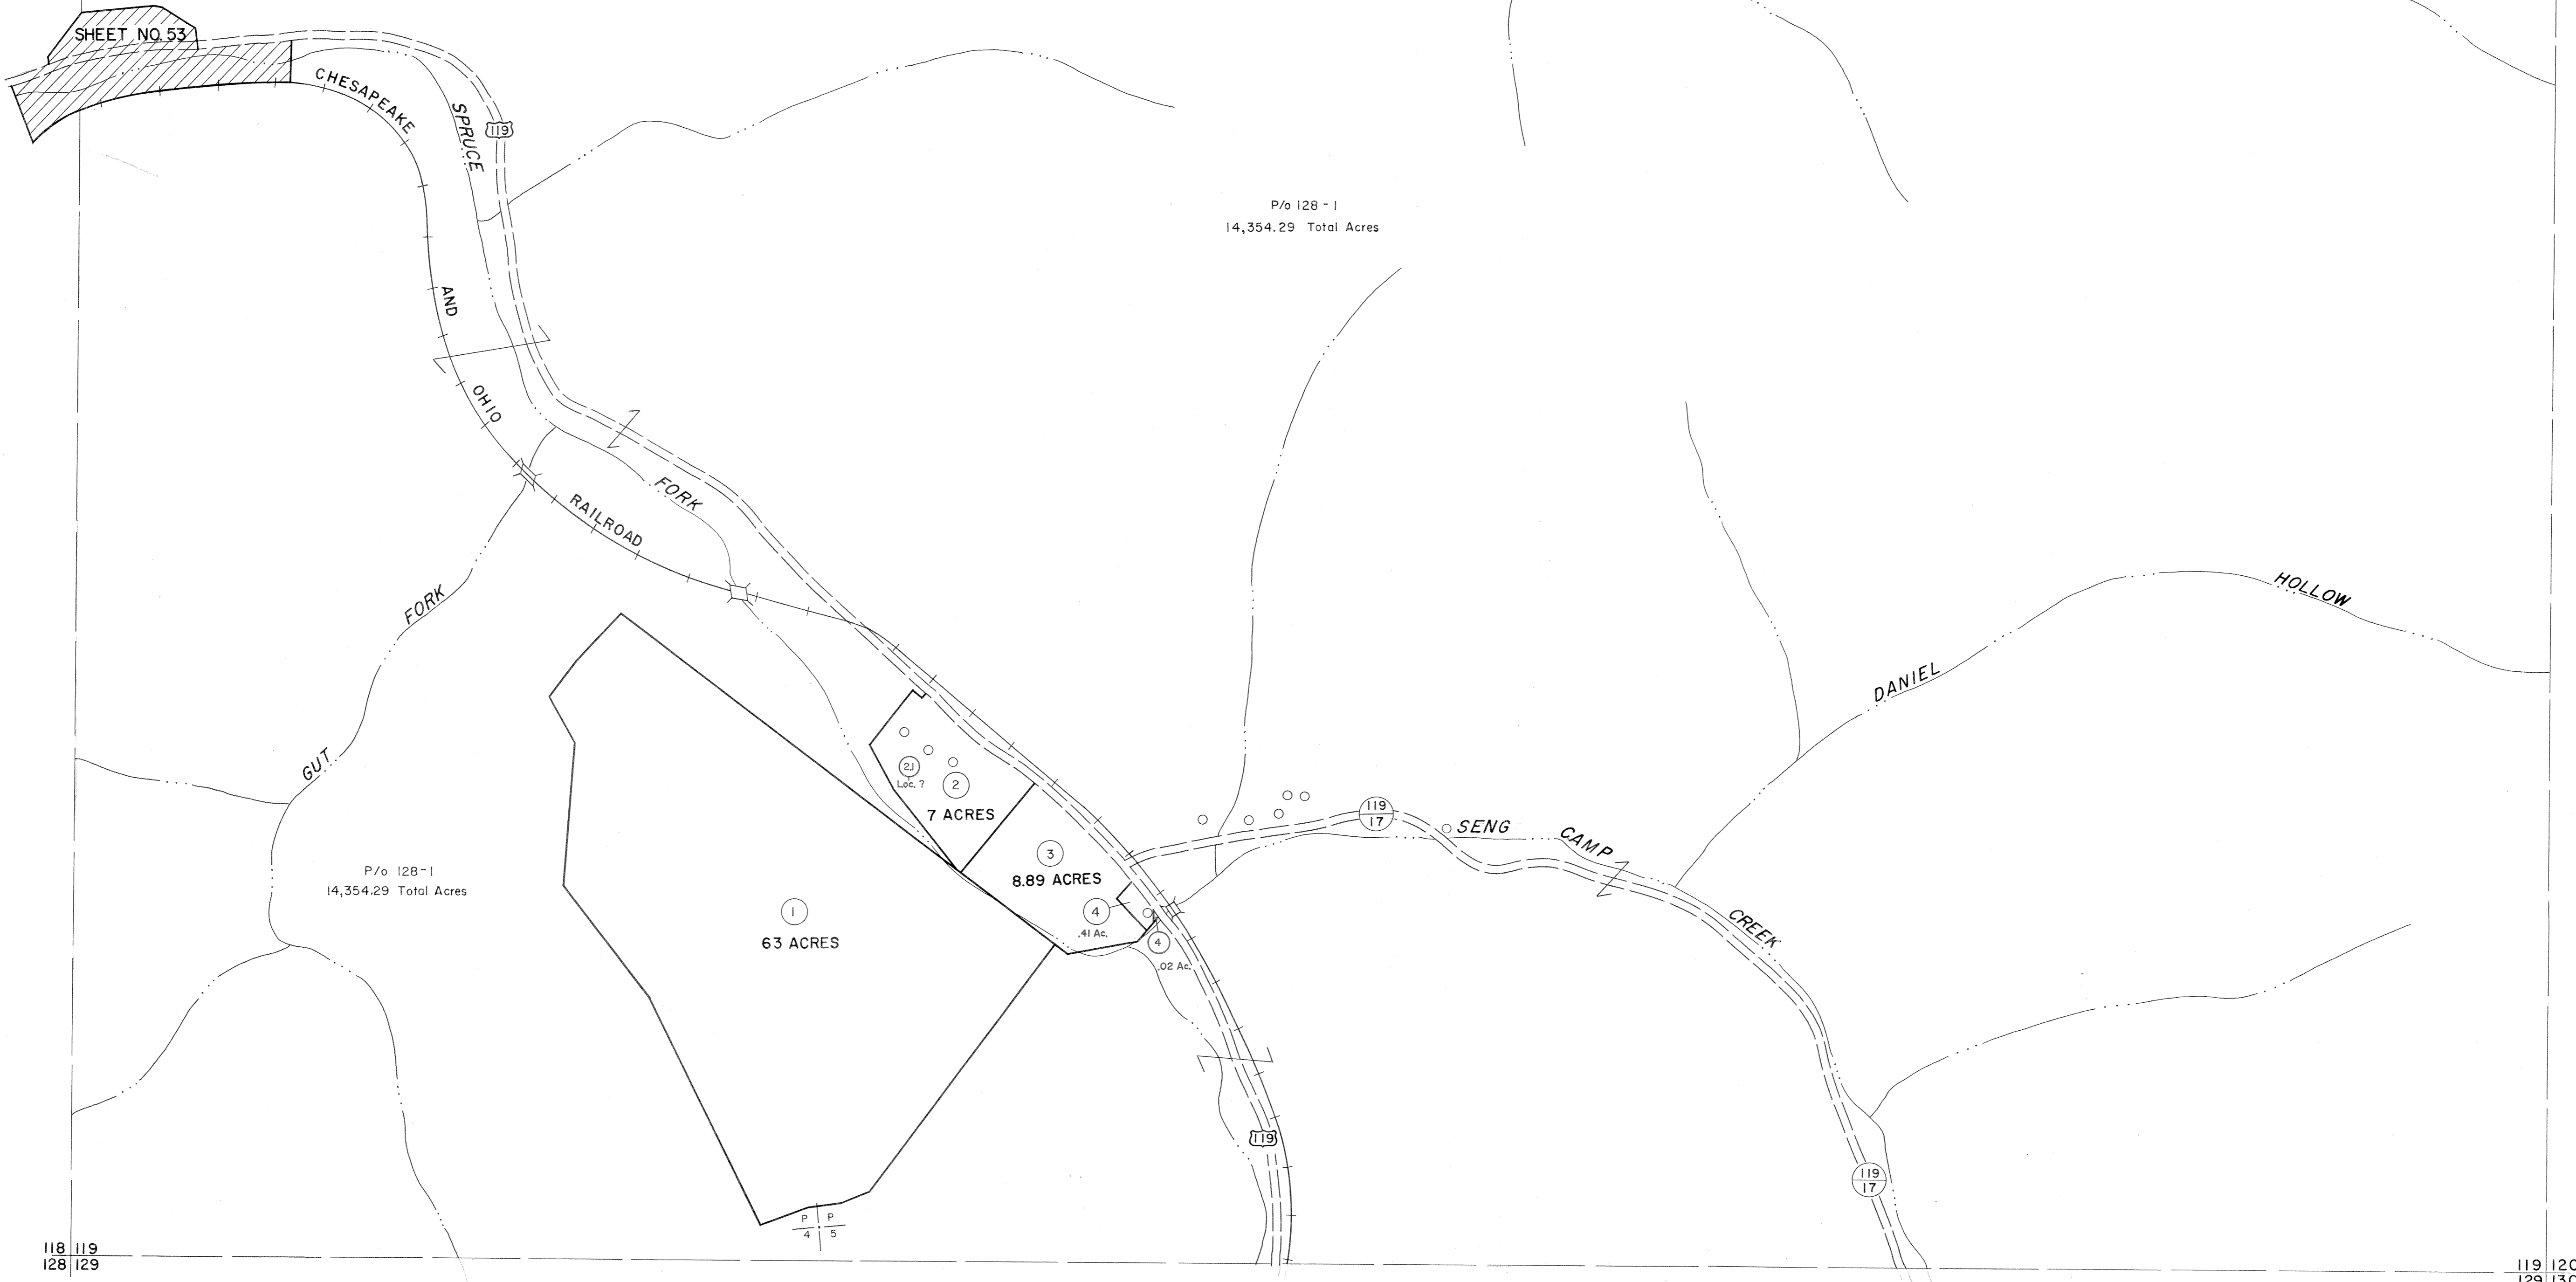 SHEET NO. 53
CHESAPEAKE
SPRUCE
119
P/o 128-1
14,354.29 Total Acres
AND
OHIO
FORK
RAILROAD
HOLLOW
FORK
DANIEL
GUT
2.1
Loc. ?
2
7 ACRES
119
17
SENG
CAMP
3
8.89 ACRES
P/o 128-1
14,354.29 Total Acres
1
63 ACRES
4
.41 Ac.
4
.02 Ac.
CREEK
119
119
17
P P
4 5
118 119
128 129
119 120
129 130